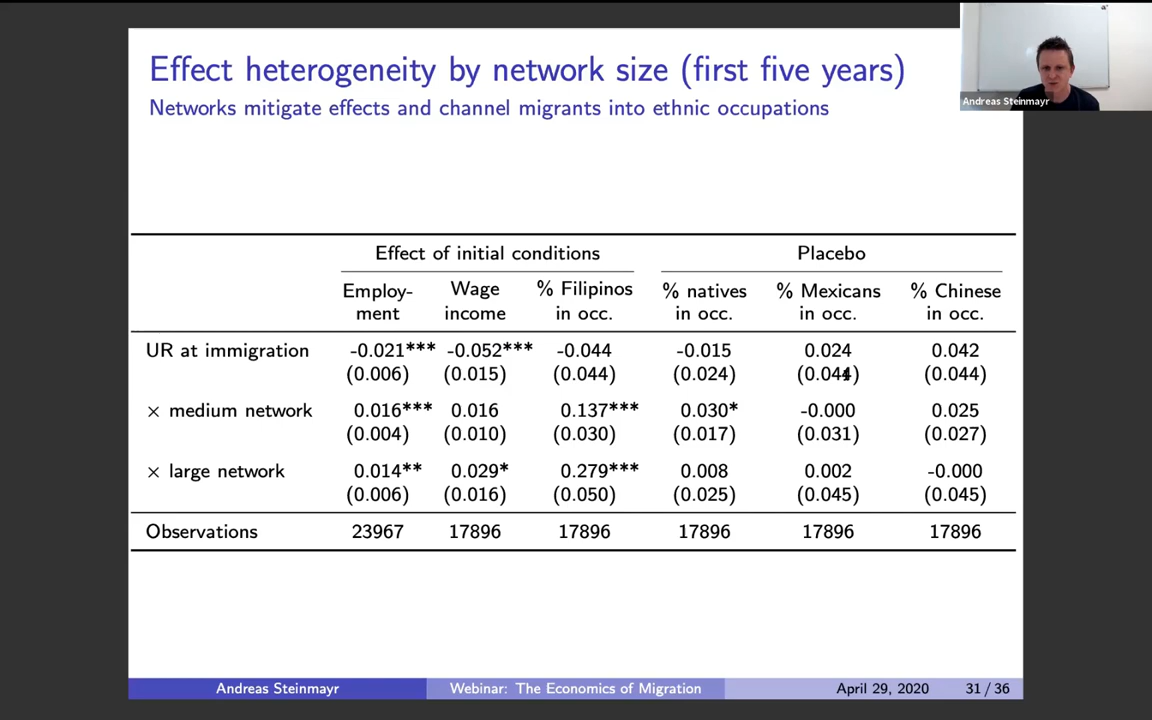 Effect heterogeneity by network size (first five years)
Networks mitigate effects and channel migrants into ethnic occupations
Andreas Steinmayr
Effect of initial conditions Placebo
Employ- Wage % Filipinos % natives % Mexicans % Chinese
ment income in occ. in occ. in occ. in occ.
UR at immigration -0.021*** -0.052*** -0.044 -0.015 0.024 0.042
(0.006) (0.015) (0.044) (0.024) (0.044) (0.044)
× medium network 0.016*** 0.016 0.137*** 0.030* -0.000 0.025
(0.004) (0.010) (0.030) (0.017) (0.031) (0.027)
× large network 0.014** 0.029* 0.279*** 0.008 0.002 -0.000
(0.006) (0.016) (0.050) (0.025) (0.045) (0.045)
Observations 23967 17896 17896 17896 17896 17896
Andreas Steinmayr Webinar: The Economics of Migration April 29, 2020 31 / 36